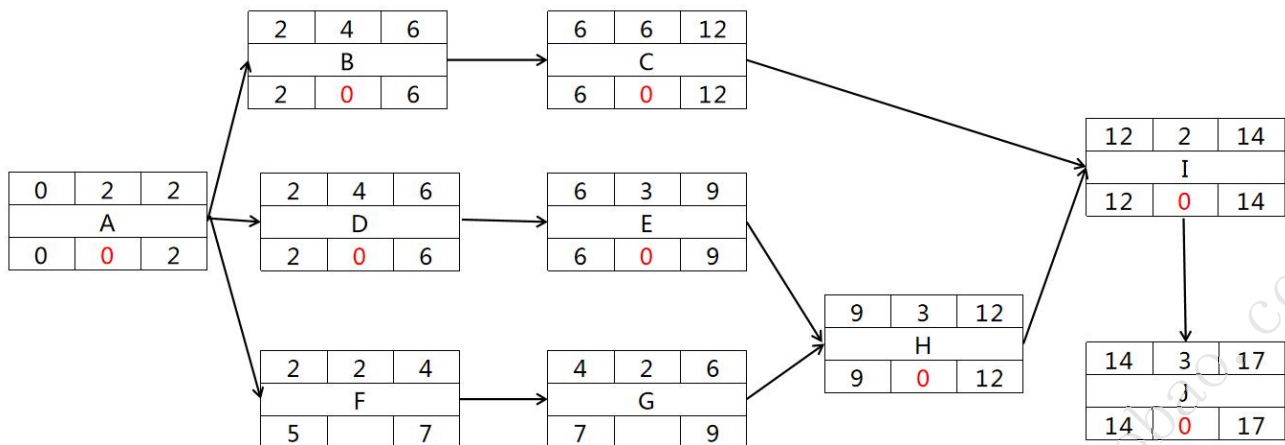 2 4 6
B
2 0 6
6 6 12
C
6 0 12
12 2 14
I
12 0 14
0 2 2
A
0 0 2
2 4 6
D
2 0 6
6 3 9
E
6 0 9
9 3 12
H
9 0 12
2 2 4
F
5 7
4 2 6
G
7 9
14 3 17
J
14 0 17